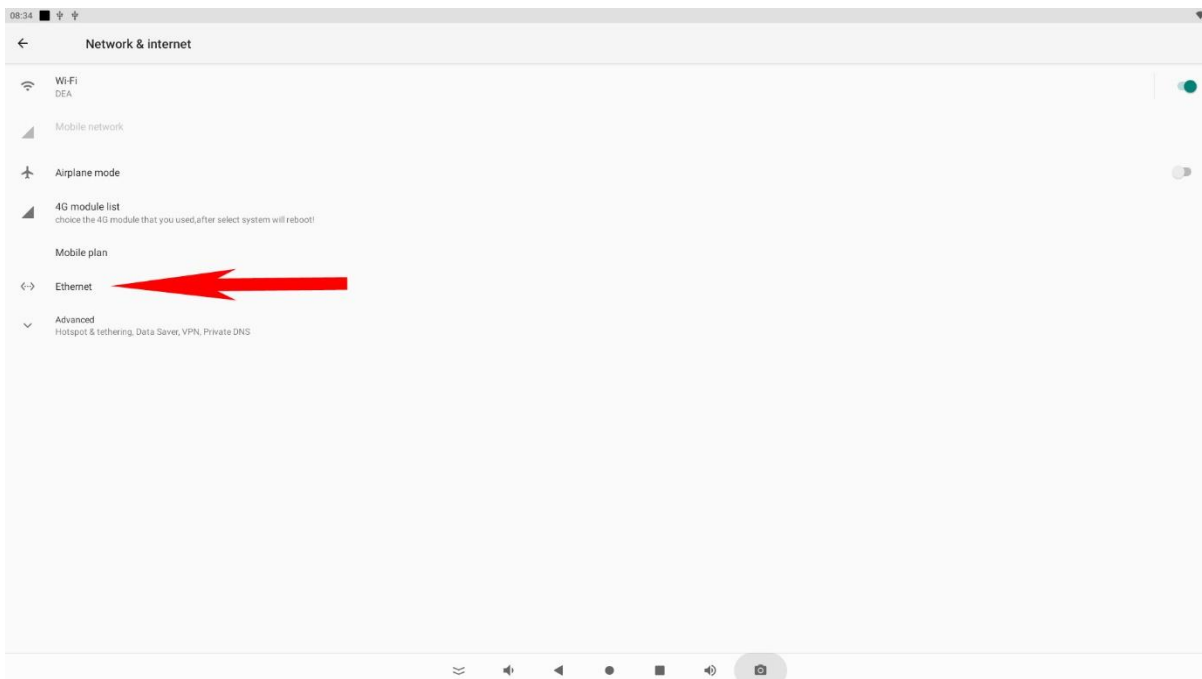 08:34
Network & internet
Wi-Fi
DEA
Mobile network
Airplane mode
4G module list
choice the 4G module that you used,after select system will reboot!
Mobile plan
Ethernet
Advanced
Hotspot & tethering, Data Saver, VPN, Private DNS